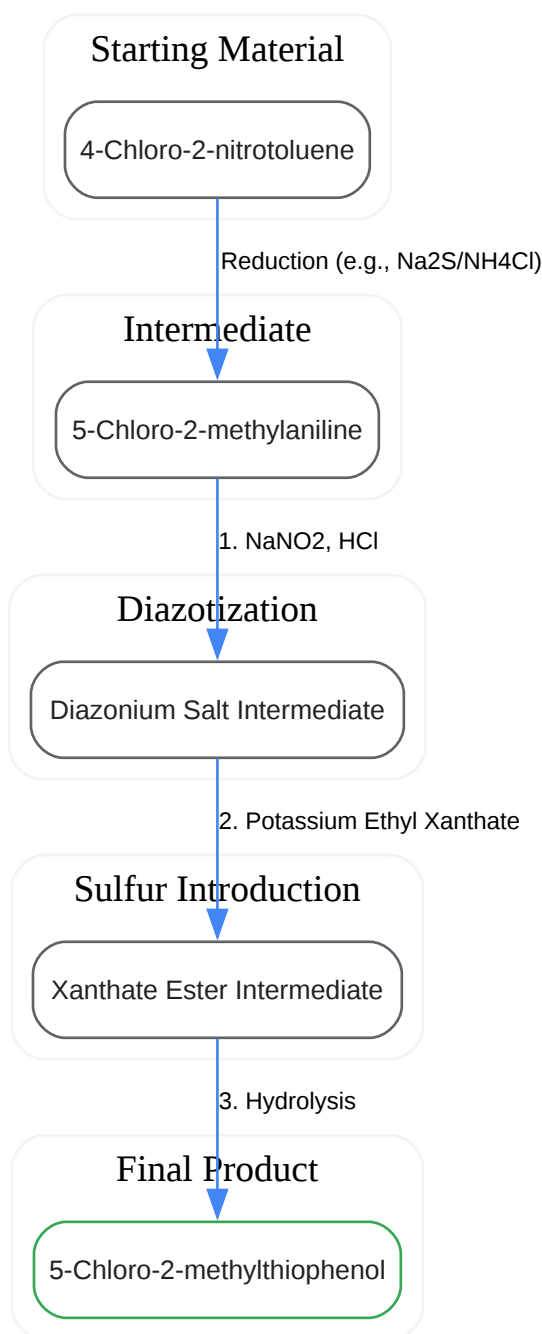 Starting Material
4-Chloro-2-nitrotoluene
Reduction (e.g., Na2S/NH4Cl)
Intermediate
5-Chloro-2-methylaniline
1. NaNO2, HCl
Diazotization
Diazonium Salt Intermediate
2. Potassium Ethyl Xanthate
Sulfur Introduction
Xanthate Ester Intermediate
3. Hydrolysis
Final Product
5-Chloro-2-methylthiophenol